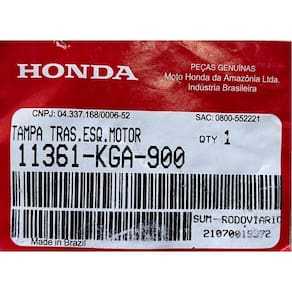 HONDA
PEÇAS GENUÍNAS
Moto Honda da Amazônia Ltda.
Indústria Brasileira
CNPJ: 04.337.168/0006-52
SAC: 0800-552221
TAMPA TRAS.ESQ.MOTOR
QTY 1
11361-KGA-900
SUM-RODOVIARIO
21070019372
Made in Brazil